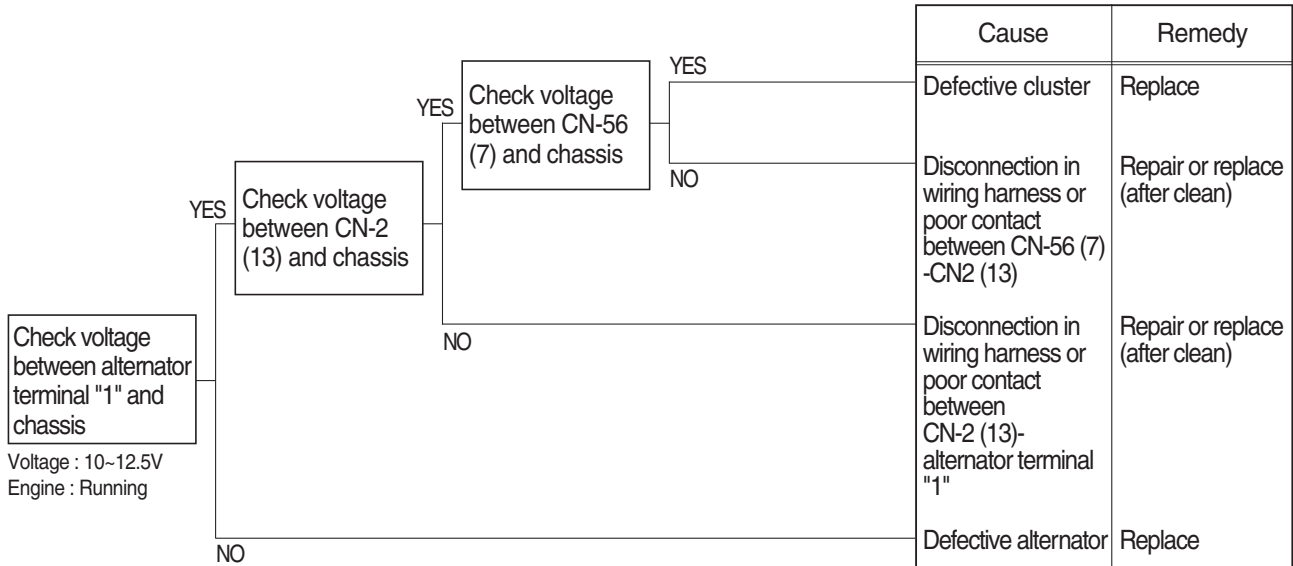 Cause
Remedy
YES
Defective cluster
Replace
YES
Check voltage
between CN-56
(7) and chassis
NO
Disconnection in
wiring harness or
poor contact
between CN-56 (7)
-CN2 (13)
Repair or replace
(after clean)
YES
Check voltage
between CN-2
(13) and chassis
NO
Disconnection in
wiring harness or
poor contact
between
CN-2 (13)-
alternator terminal
"1"
Repair or replace
(after clean)
Check voltage
between alternator
terminal "1" and
chassis
Voltage : 10~12.5V
Engine : Running
NO
Defective alternator
Replace